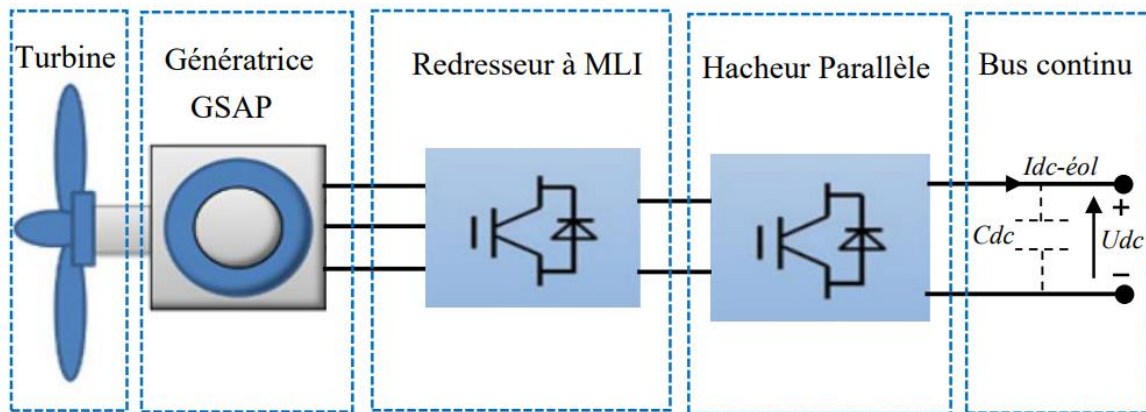 Turbine
Génératrice
GSAP
Redresseur à MLI
Hacheur Parallèle
Bus continu
Idc-éol
+
Cdc
Udc
−